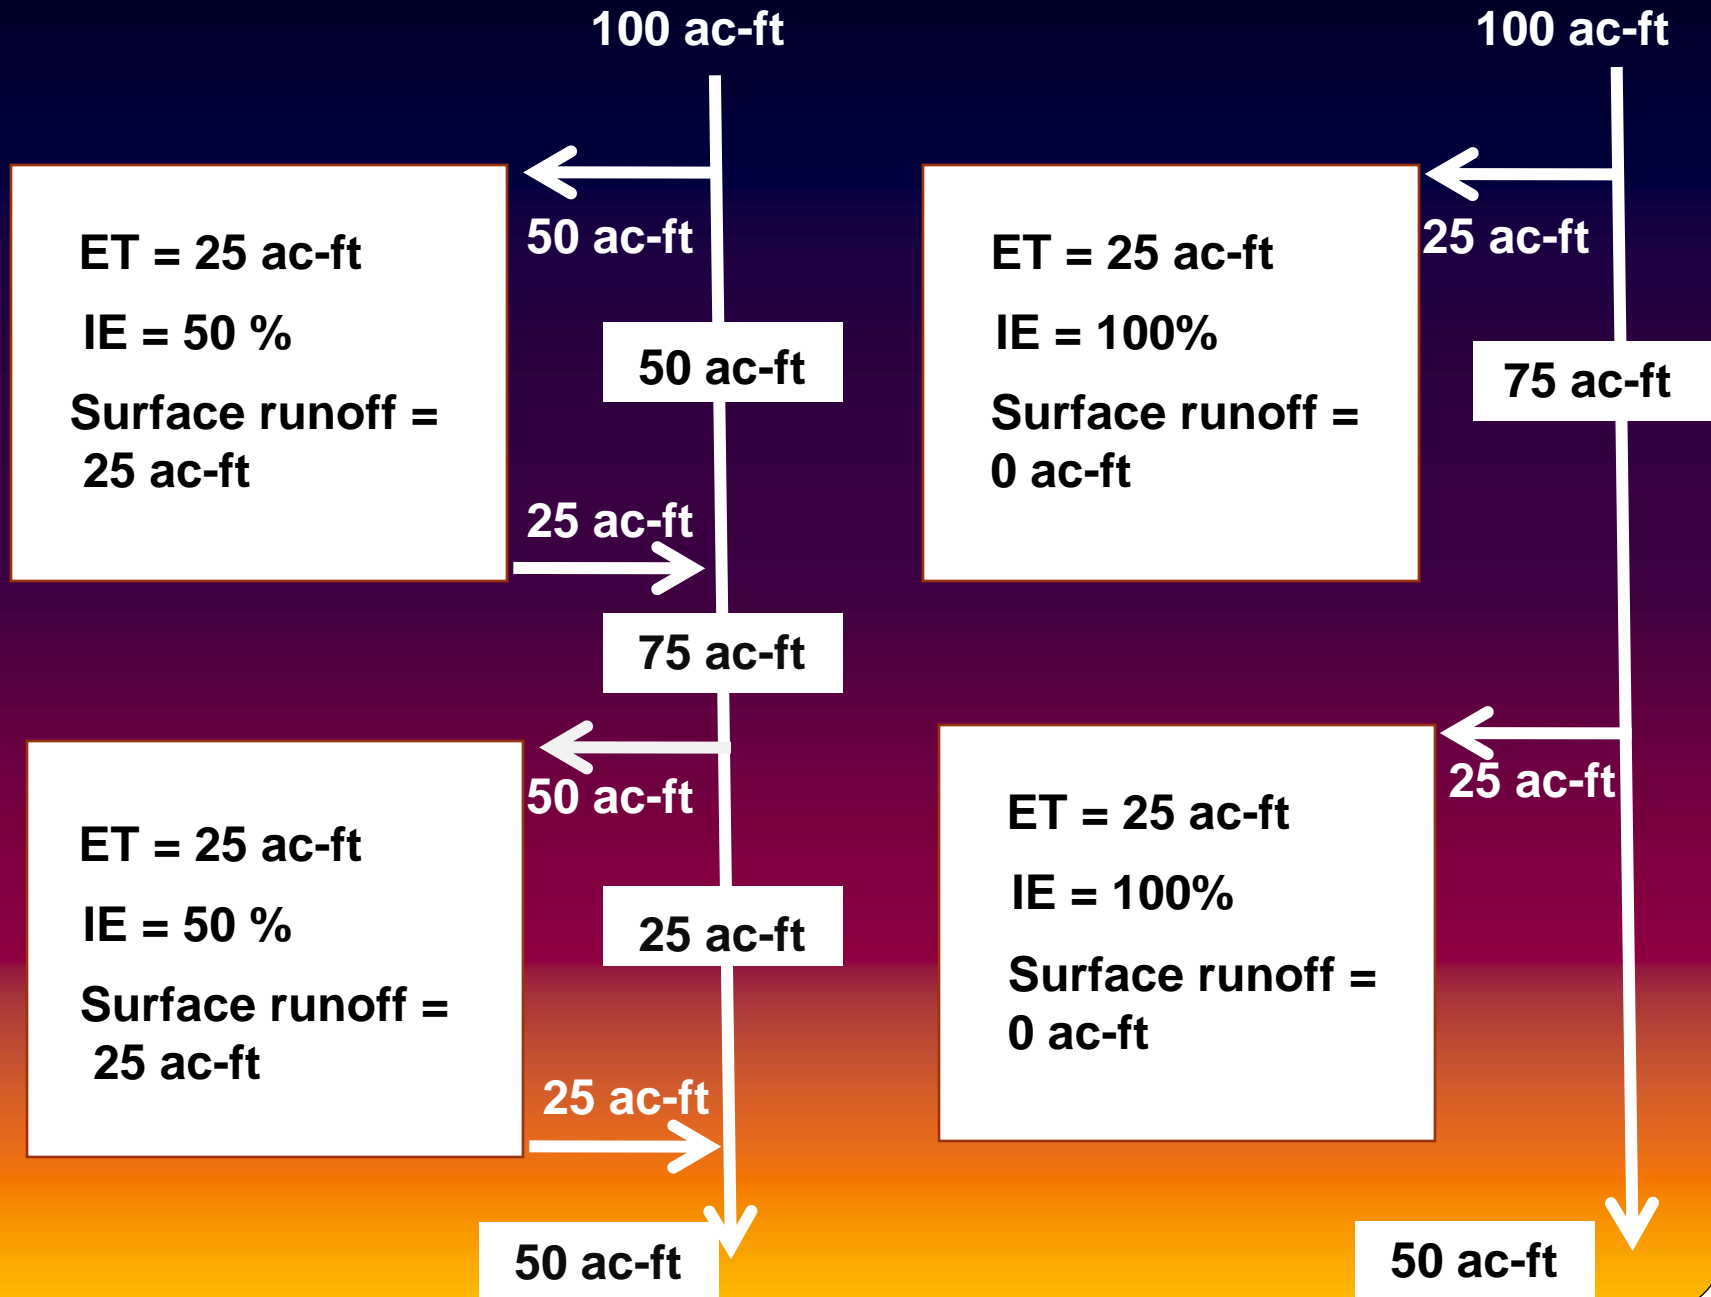 100 ac-ft
50 ac-ft
ET = 25 ac-ft
IE = 50 %
Surface runoff =
25 ac-ft
50 ac-ft
25 ac-ft
75 ac-ft
50 ac-ft
ET = 25 ac-ft
IE = 50 %
Surface runoff =
25 ac-ft
25 ac-ft
25 ac-ft
50 ac-ft
100 ac-ft
25 ac-ft
ET = 25 ac-ft
IE = 100%
Surface runoff =
0 ac-ft
75 ac-ft
25 ac-ft
ET = 25 ac-ft
IE = 100%
Surface runoff =
0 ac-ft
50 ac-ft